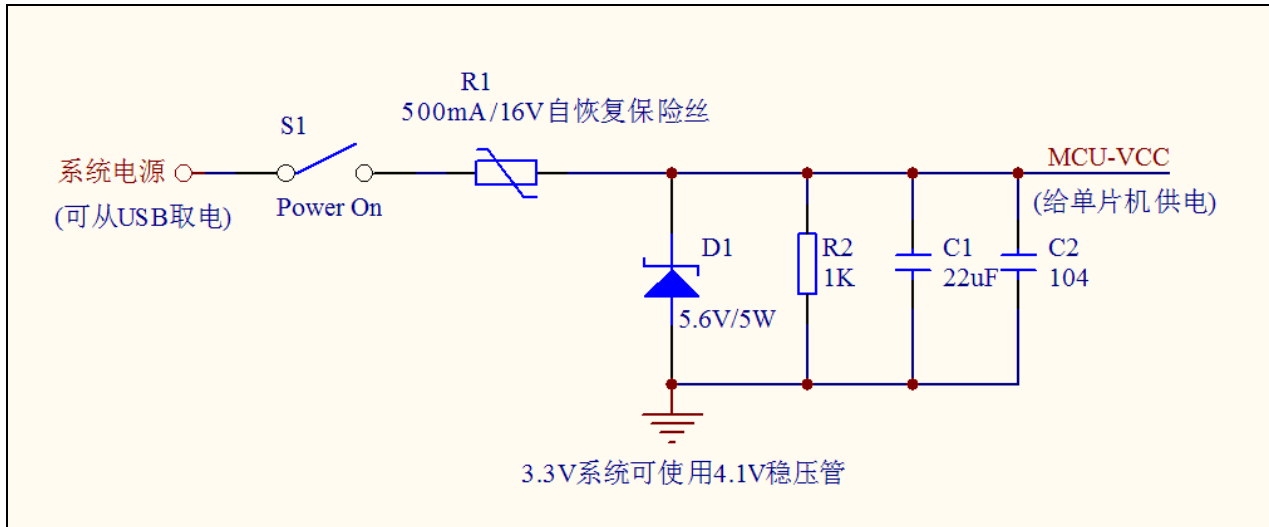 R1
500mA/16V自恢复保险丝
S1
系统电源
MCU-VCC
(可从USB取电)
Power On
(给单片机供电)
D1
R2
C1
C2
1K
22uF
104
5.6V/5W
3.3V系统可使用4.1V稳压管